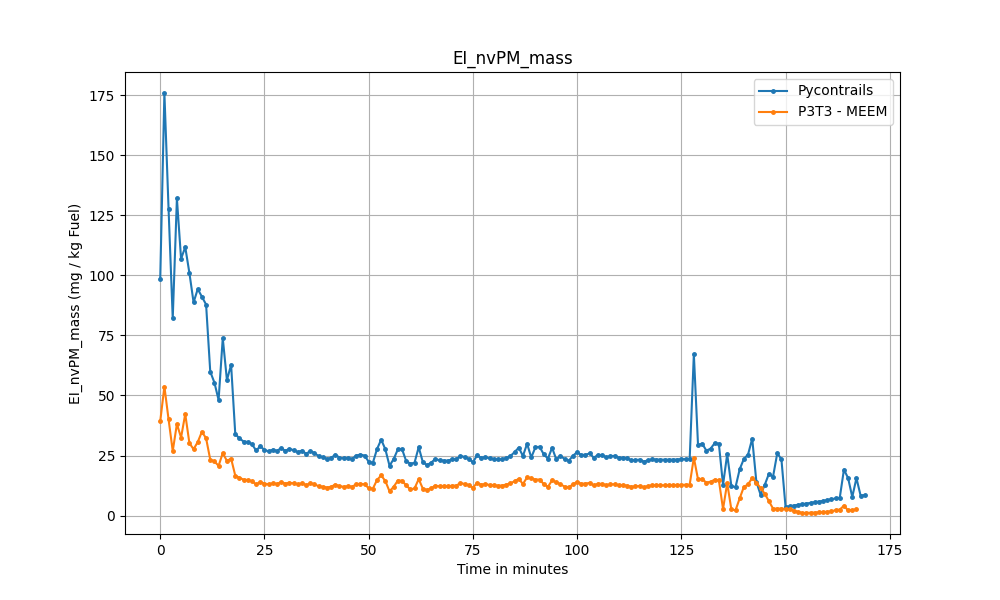 EI_nvPM_mass
Pycontrails
P3T3 - MEEM
EI_nvPM_mass (mg / kg Fuel)
175
150
125
100
75
50
25
0
0 25 50 75 100 125 150 175
Time in minutes